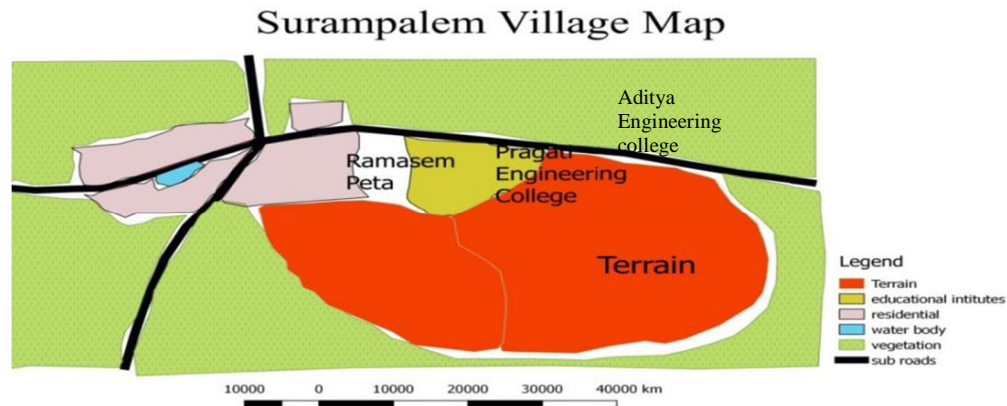 Surampalem Village Map
Aditya
Engineering
college
Ramasem
Peta
Pragati
Engineering
College
Terrain
Legend
Terrain
educational intitutes
residential
water body
vegetation
sub roads
10000 0 10000 20000 30000 40000 km